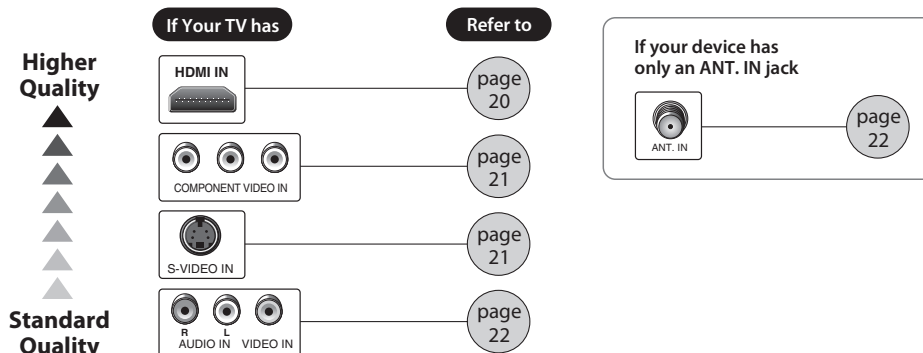 If Your TV has
Refer to
Higher
Quality
HDMI IN
page
20
COMPONENT VIDEO IN
page
21
S-VIDEO IN
page
21
Standard
Quality
R L
AUDIO IN VIDEO IN
page
22
If your device has
only an ANT. IN jack
ANT. IN
page
22